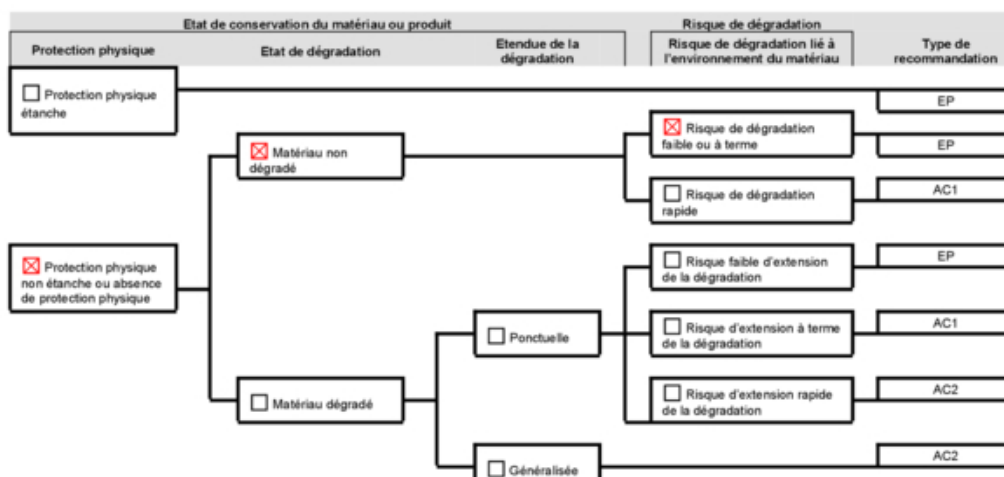 Etat de conservation du matériau ou produit
Risque de dégradation
Protection physique
Etat de dégradation
Etendue de la
dégradation
Risque de dégradation lié à
l'environnement du matériau
Type de
recommandation
Protection physique
étanche
EP
Matériau non
dégradé
Risque de dégradation
faible ou à terme
EP
Risque de dégradation
rapide
AC1
Protection physique
non étanche ou absence
de protection physique
Risque faible d'extension
de la dégradation
EP
Ponctuelle
Risque d'extension à terme
de la dégradation
AC1
Matériau dégradé
Risque d'extension rapide
de la dégradation
AC2
Généralisée
AC2